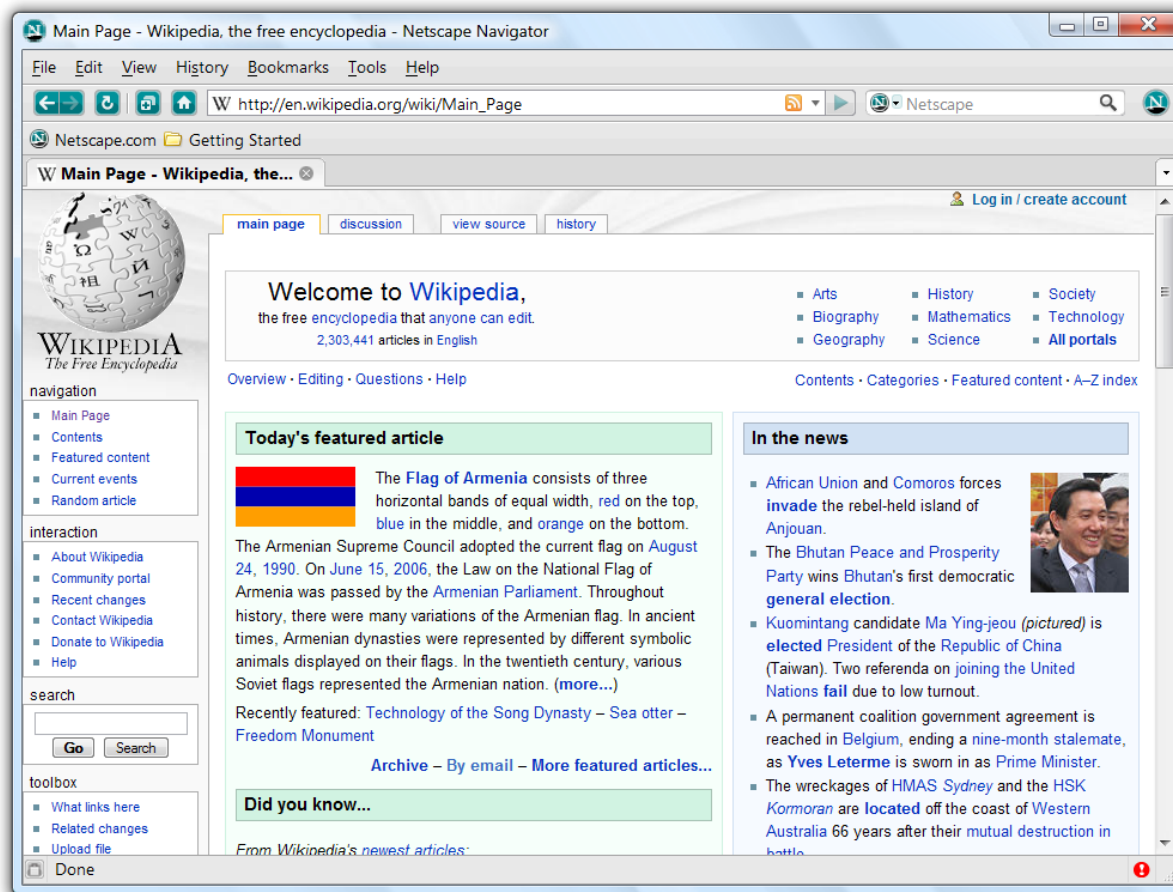 Main Page - Wikipedia, the free encyclopedia - Netscape Navigator
File Edit View History Bookmarks Tools Help
W http://en.wikipedia.org/wiki/Main_Page
Netscape
Netscape.com Getting Started
W Main Page - Wikipedia, the...
Log in / create account
main page discussion view source history
WIKIPEDIA
The Free Encyclopedia
navigation
Main Page
Contents
Featured content
Current events
Random article
interaction
About Wikipedia
Community portal
Recent changes
Contact Wikipedia
Donate to Wikipedia
Help
search
Go Search
toolbox
What links here
Related changes
Upload file
Welcome to Wikipedia,
the free encyclopedia that anyone can edit.
2,303,441 articles in English
Arts History Society
Biography Mathematics Technology
Geography Science All portals
Overview · Editing · Questions · Help
Contents · Categories · Featured content · A–Z index
Today's featured article
The Flag of Armenia consists of three
horizontal bands of equal width, red on the top,
blue in the middle, and orange on the bottom.
The Armenian Supreme Council adopted the current flag on August
24, 1990. On June 15, 2006, the Law on the National Flag of
Armenia was passed by the Armenian Parliament. Throughout
history, there were many variations of the Armenian flag. In ancient
times, Armenian dynasties were represented by different symbolic
animals displayed on their flags. In the twentieth century, various
Soviet flags represented the Armenian nation. (more...)
Recently featured: Technology of the Song Dynasty – Sea otter –
Freedom Monument
Archive – By email – More featured articles...
Did you know...
From Wikipedia's newest articles:
In the news
African Union and Comoros forces
invade the rebel-held island of
Anjouan.
The Bhutan Peace and Prosperity
Party wins Bhutan's first democratic
general election.
Kuomintang candidate Ma Ying-jeou (pictured) is
elected President of the Republic of China
(Taiwan). Two referenda on joining the United
Nations fail due to low turnout.
A permanent coalition government agreement is
reached in Belgium, ending a nine-month stalemate,
as Yves Leterme is sworn in as Prime Minister.
The wreckages of HMAS Sydney and the HSK
Kormoran are located off the coast of Western
Australia 66 years after their mutual destruction in
battle.
Done